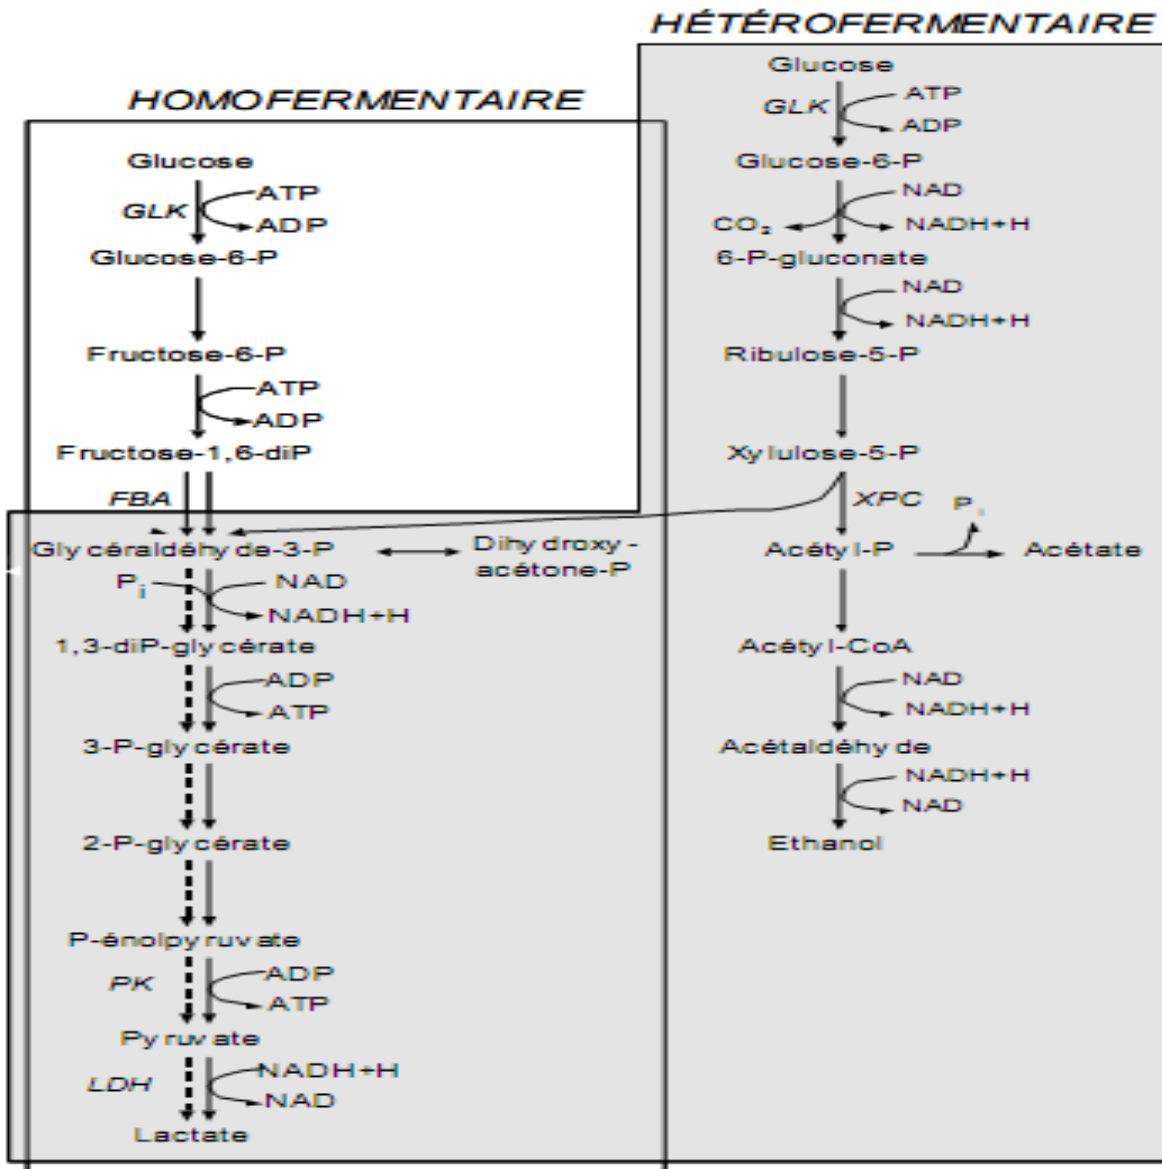 HÉTÉROFERMENTAIRE
Glucose
GLK
ATP
ADP
Glucose-6-P
NAD
CO₂
NADH+H
6-P-gluconate
NAD
NADH+H
Ribulose-5-P
Xylulose-5-P
XPC
Pi
Acétyl-P
Acétate
Acétyl-CoA
NAD
NADH+H
Acétaldéhyde
NADH+H
NAD
Ethanol
HOMOFERMENTAIRE
Glucose
ATP
GLK
ADP
Glucose-6-P
Fructose-6-P
ATP
ADP
Fructose-1,6-diP
FBA
Glycéraldéhyde-3-P
Dihydroxy-
acétone-P
Pi
NAD
NADH+H
1,3-diP-glycérate
ADP
ATP
3-P-glycérate
2-P-glycérate
P-énolpyruvate
PK
ADP
ATP
Pyruvate
LDH
NADH+H
NAD
Lactate